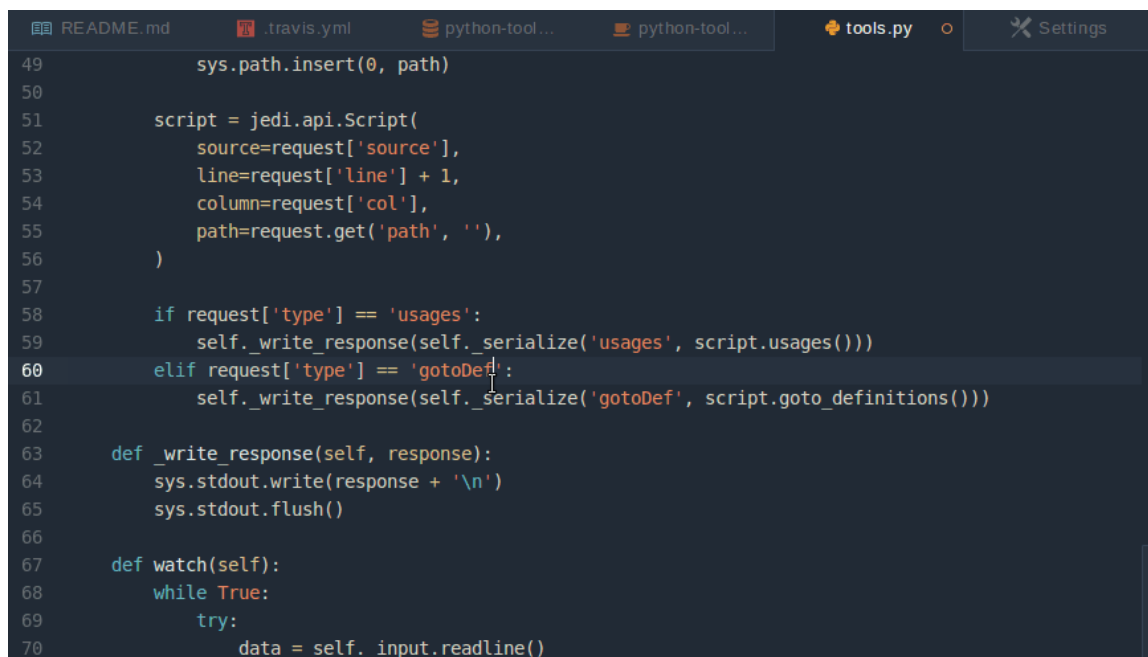 README.md .travis.yml python-tool... python-tool... tools.py Settings
49 sys.path.insert(0, path)
50
51 script = jedi.api.Script(
52 source=request['source'],
53 line=request['line'] + 1,
54 column=request['col'],
55 path=request.get('path', ''),
56 )
57
58 if request['type'] == 'usages':
59 self._write_response(self._serialize('usages', script.usages()))
60 elif request['type'] == 'gotoDef':
61 self._write_response(self._serialize('gotoDef', script.goto_definitions()))
62
63 def _write_response(self, response):
64 sys.stdout.write(response + '\n')
65 sys.stdout.flush()
66
67 def watch(self):
68 while True:
69 try:
70 data = self._input.readline()